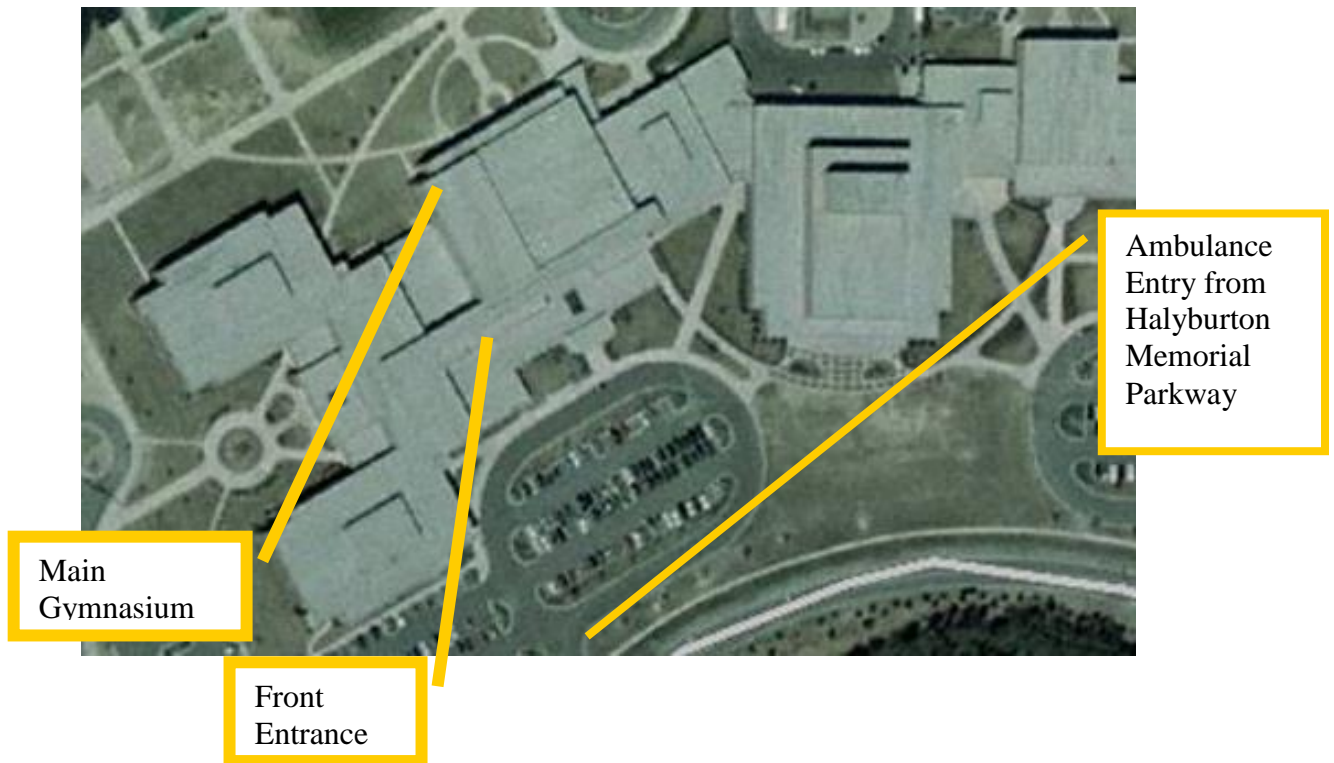 Ambulance
Entry from
Halyburton
Memorial
Parkway
Main
Gymnasium
Front
Entrance